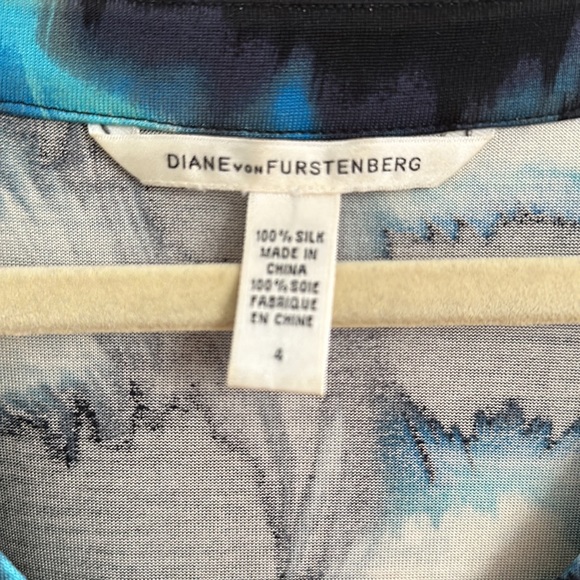 DIANE VON FURSTENBERG
100% SILK
MADE IN
CHINA
100% SOIE
FABRIQUE
EN CHINE
4